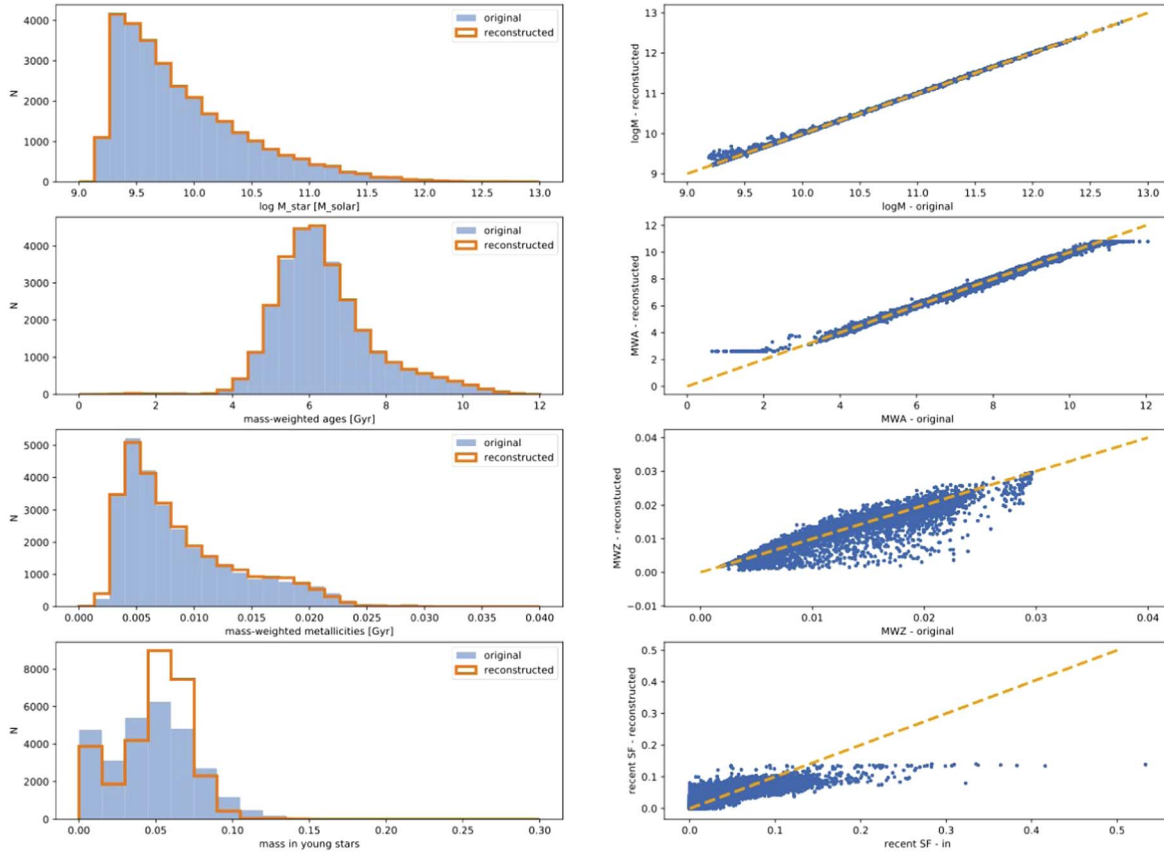 4000
3000
2000
1000
0
N
original
reconstructed
9.0 9.5 10.0 10.5 11.0 11.5 12.0 12.5 13.0
log M_star [M_solar]
13
12
11
10
9
logM - reconstucted
9.0 9.5 10.0 10.5 11.0 11.5 12.0 12.5 13.0
logM - original
4000
3000
2000
1000
0
N
original
reconstructed
0 2 4 6 8 10 12
mass-weighted ages [Gyr]
12
10
8
6
4
2
0
MWA - reconstucted
0 2 4 6 8 10 12
MWA - original
5000
4000
3000
2000
1000
0
N
original
reconstructed
0.000 0.005 0.010 0.015 0.020 0.025 0.030 0.035 0.040
mass-weighted metallicities [Gyr]
0.04
0.03
0.02
0.01
0.00
−0.01
MWZ - reconstucted
0.00 0.01 0.02 0.03 0.04
MWZ - original
8000
6000
4000
2000
0
N
original
reconstructed
0.00 0.05 0.10 0.15 0.20 0.25 0.30
mass in young stars
0.5
0.4
0.3
0.2
0.1
0.0
recent SF - reconstructed
0.0 0.1 0.2 0.3 0.4 0.5
recent SF - in